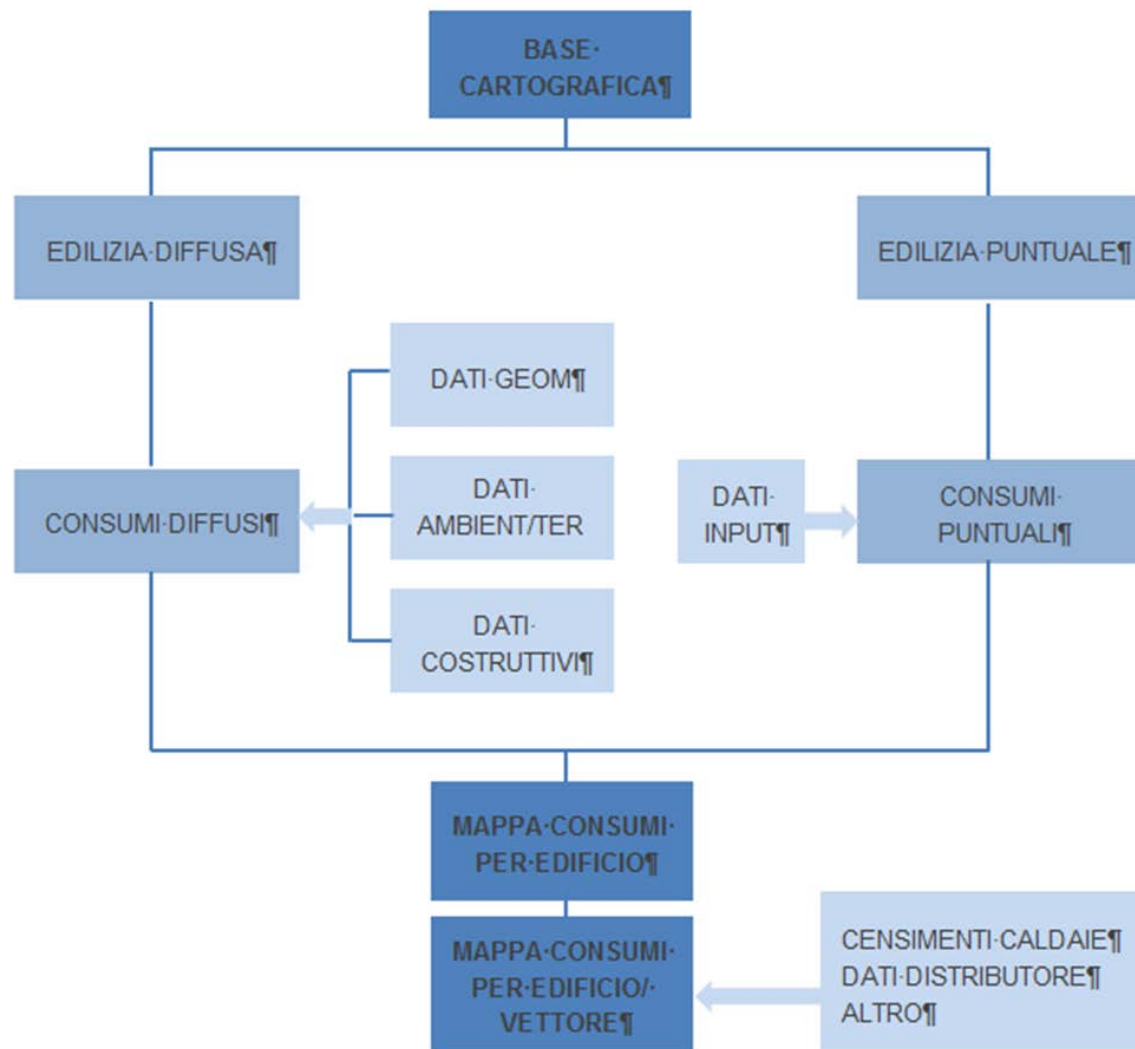 BASE·
CARTOGRAFICA¶
EDILIZIA·DIFFUSA¶
EDILIZIA·PUNTUALE¶
DATI·GEOM¶
CONSUMI·DIFFUSI¶
DATI·
AMBIENT/TER
DATI·
INPUT¶
CONSUMI·
PUNTUALI¶
DATI·
COSTRUTTIVI¶
MAPPA·CONSUMI·
PER·EDIFICIO¶
MAPPA·CONSUMI·
PER·EDIFICIO/·
VETTORE¶
CENSIMENTI·CALDAIE¶
DATI·DISTRIBUTORE¶
ALTRO¶